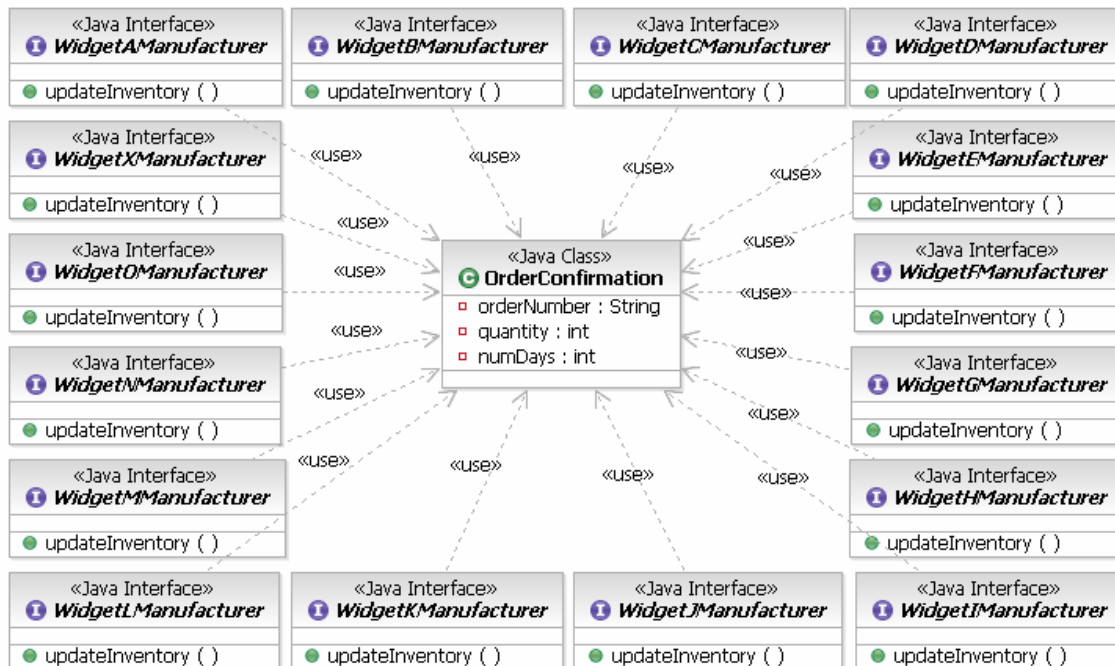 «Java Interface»
WidgetAManufacturer
updateInventory ( )
«Java Interface»
WidgetBManufacturer
updateInventory ( )
«Java Interface»
WidgetCManufacturer
updateInventory ( )
«Java Interface»
WidgetDManufacturer
updateInventory ( )
«Java Interface»
WidgetXManufacturer
updateInventory ( )
«use»
«use»
«use»
«use»
«Java Interface»
WidgetEManufacturer
updateInventory ( )
«use»
«use»
«Java Interface»
WidgetOManufacturer
updateInventory ( )
«use»
«Java Class»
OrderConfirmation
orderNumber : String
quantity : int
numDays : int
«use»
«Java Interface»
WidgetFManufacturer
updateInventory ( )
«use»
«use»
«Java Interface»
WidgetNManufacturer
updateInventory ( )
«use»
«use»
«Java Interface»
WidgetGManufacturer
updateInventory ( )
«Java Interface»
WidgetMManufacturer
updateInventory ( )
«use»
«use»
«use»
«use»
«Java Interface»
WidgetHManufacturer
updateInventory ( )
«Java Interface»
WidgetLManufacturer
updateInventory ( )
«Java Interface»
WidgetKManufacturer
updateInventory ( )
«Java Interface»
WidgetJManufacturer
updateInventory ( )
«Java Interface»
WidgetIManufacturer
updateInventory ( )